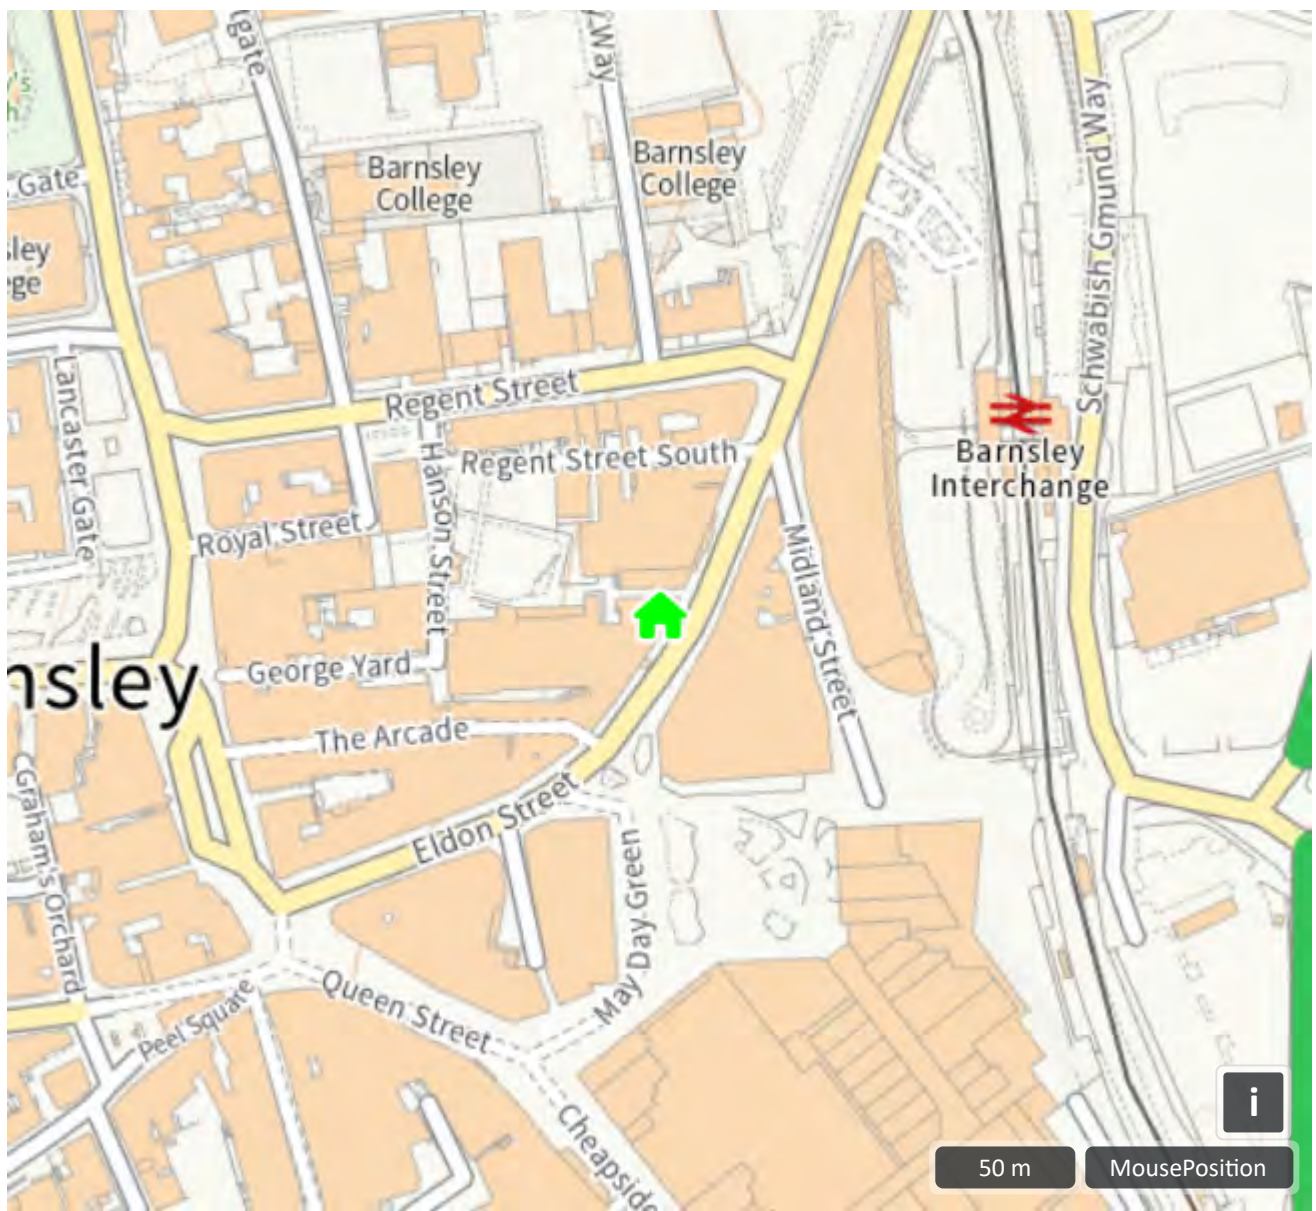 gate
Way
Gate
Barnsley
College
Barnsley
College
sley
ge
Schwabish Gmund Way
Lancaster Gate
Regent Street
Regent Street South
Hanson Street
Royal Street
Barnsley
Interchange
Midland Street
nsley
George Yard
The Arcade
Graham's Orchard
Eldon Street
May Day Green
Queen Street
Peel Square
Cheapside
i
50 m
MousePosition